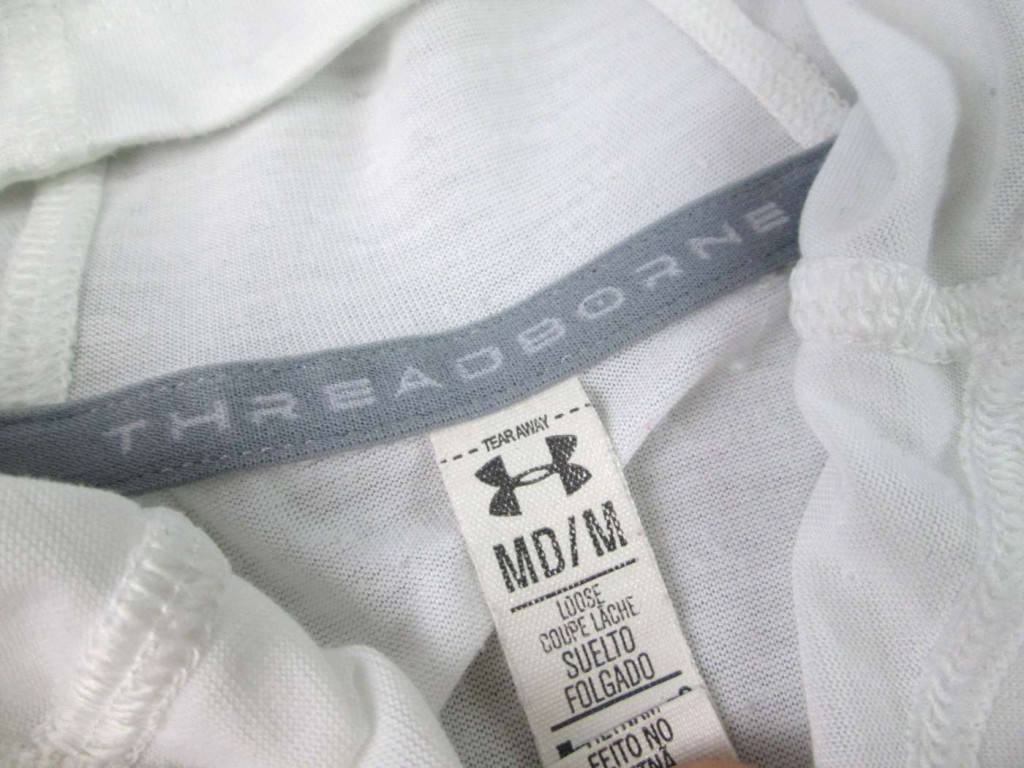 THREADBORNE
TEAR AWAY
MD/M
LOOSE
COUPE LÂCHE
SUELTO
FOLGADO
FEITO NO